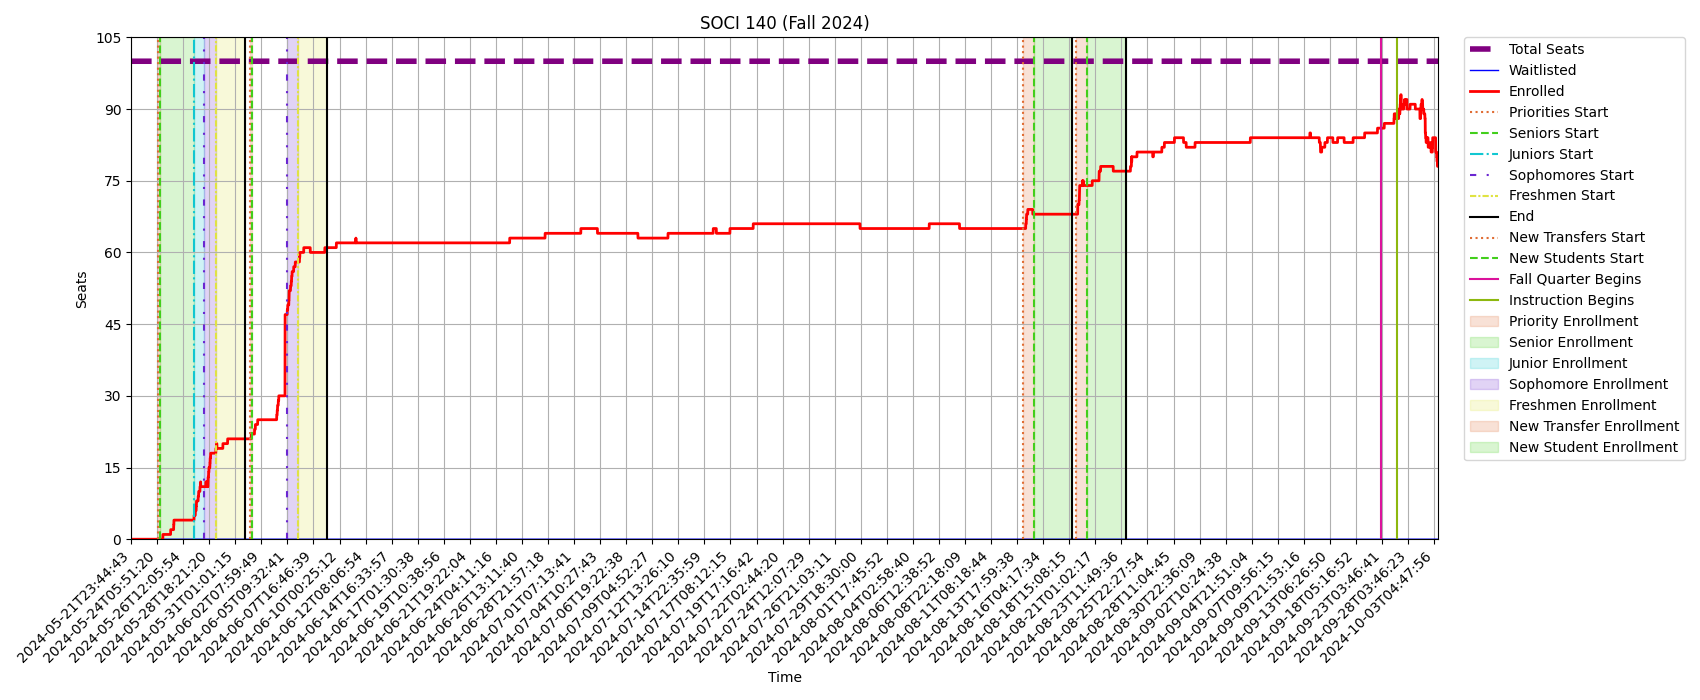 SOCI 140 (Fall 2024)
Seats
105
90
75
60
45
30
15
0
2024-05-21T23:44:43
2024-05-24T05:51:20
2024-05-26T12:05:54
2024-05-28T18:21:20
2024-05-31T01:01:15
2024-06-02T07:59:49
2024-06-05T09:32:41
2024-06-07T16:46:39
2024-06-10T00:25:12
2024-06-12T08:06:54
2024-06-14T16:33:57
2024-06-17T01:30:38
2024-06-19T10:38:56
2024-06-21T19:22:04
2024-06-24T04:11:16
2024-06-26T13:11:40
2024-06-28T21:57:18
2024-07-01T07:13:41
2024-07-04T10:27:43
2024-07-06T19:22:38
2024-07-09T04:52:27
2024-07-12T13:26:10
2024-07-14T22:35:59
2024-07-17T08:12:15
2024-07-19T17:16:42
2024-07-22T02:44:20
2024-07-24T12:07:29
2024-07-26T21:03:11
2024-07-29T18:30:00
2024-08-01T17:45:52
2024-08-04T02:58:40
2024-08-06T12:38:52
2024-08-08T22:18:09
2024-08-11T08:18:44
2024-08-13T17:59:38
2024-08-16T04:17:34
2024-08-18T15:08:15
2024-08-21T01:02:17
2024-08-23T11:49:36
2024-08-25T22:27:54
2024-08-28T11:04:45
2024-08-30T22:36:09
2024-09-02T10:24:38
2024-09-04T21:51:04
2024-09-07T09:56:15
2024-09-09T21:53:16
2024-09-13T06:26:50
2024-09-18T05:16:52
2024-09-23T03:46:41
2024-09-28T03:46:23
2024-10-03T04:47:56
Time
Total Seats
Waitlisted
Enrolled
Priorities Start
Seniors Start
Juniors Start
Sophomores Start
Freshmen Start
End
New Transfers Start
New Students Start
Fall Quarter Begins
Instruction Begins
Priority Enrollment
Senior Enrollment
Junior Enrollment
Sophomore Enrollment
Freshmen Enrollment
New Transfer Enrollment
New Student Enrollment